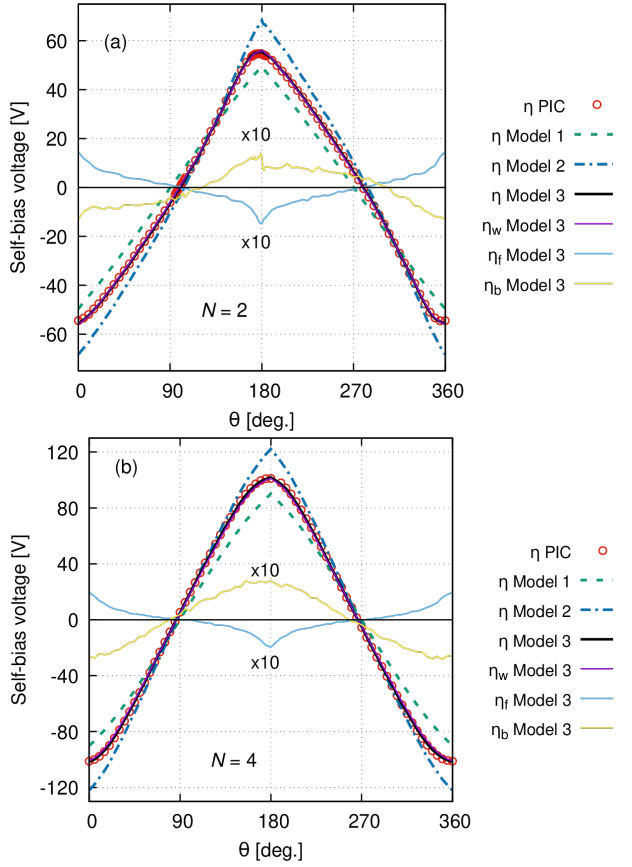 (a)
60
40
20
0
-20
-40
-60
Self-bias voltage [V]
x10
x10
N = 2
0 90 180 270 360
θ [deg.]
η PIC
η Model 1
η Model 2
η Model 3
ηw Model 3
ηf Model 3
ηb Model 3
(b)
120
80
40
0
-40
-80
-120
Self-bias voltage [V]
x10
x10
N = 4
0 90 180 270 360
θ [deg.]
η PIC
η Model 1
η Model 2
η Model 3
ηw Model 3
ηf Model 3
ηb Model 3